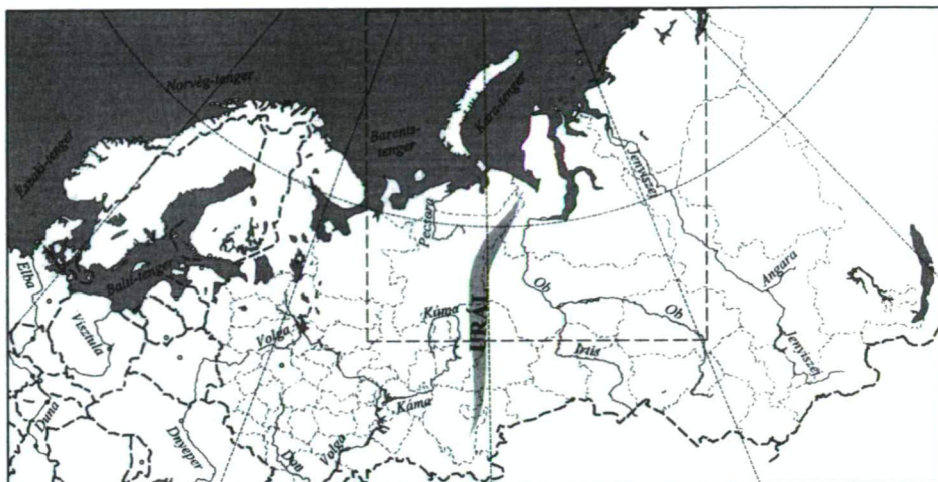 Norvég-tenger
Északi-tenger
Barents-
tenger
Kara-tenger
Jenyiszej
Pecsora
Balti-tenger
Elba
Visztula
Volga
Káma
URÁL
Ob
Ob
Angara
Irtis
Jenyiszej
Káma
Duna
Dnyeper
Don
Volga